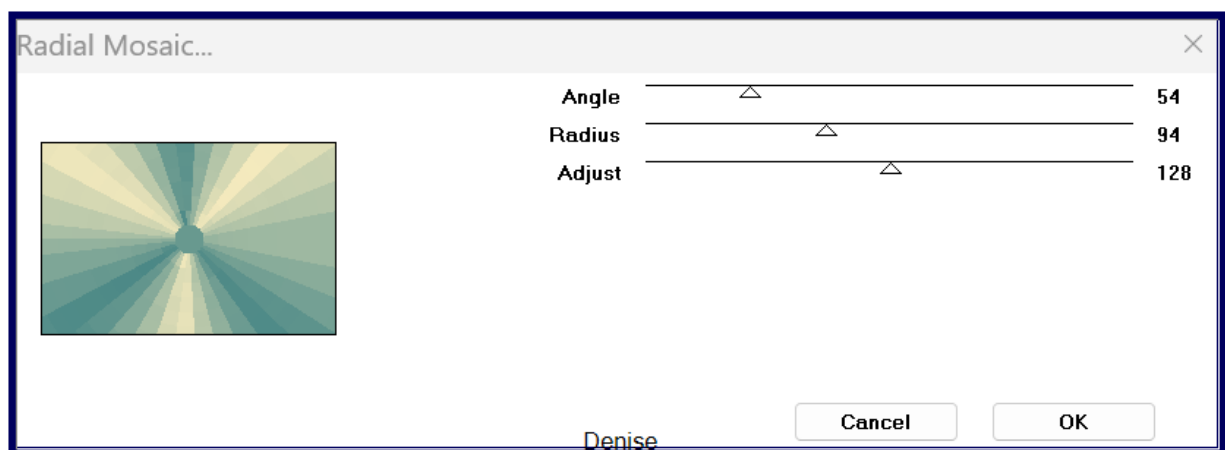 Radial Mosaic...
Angle 54
Radius 94
Adjust 128
Cancel OK
Denise